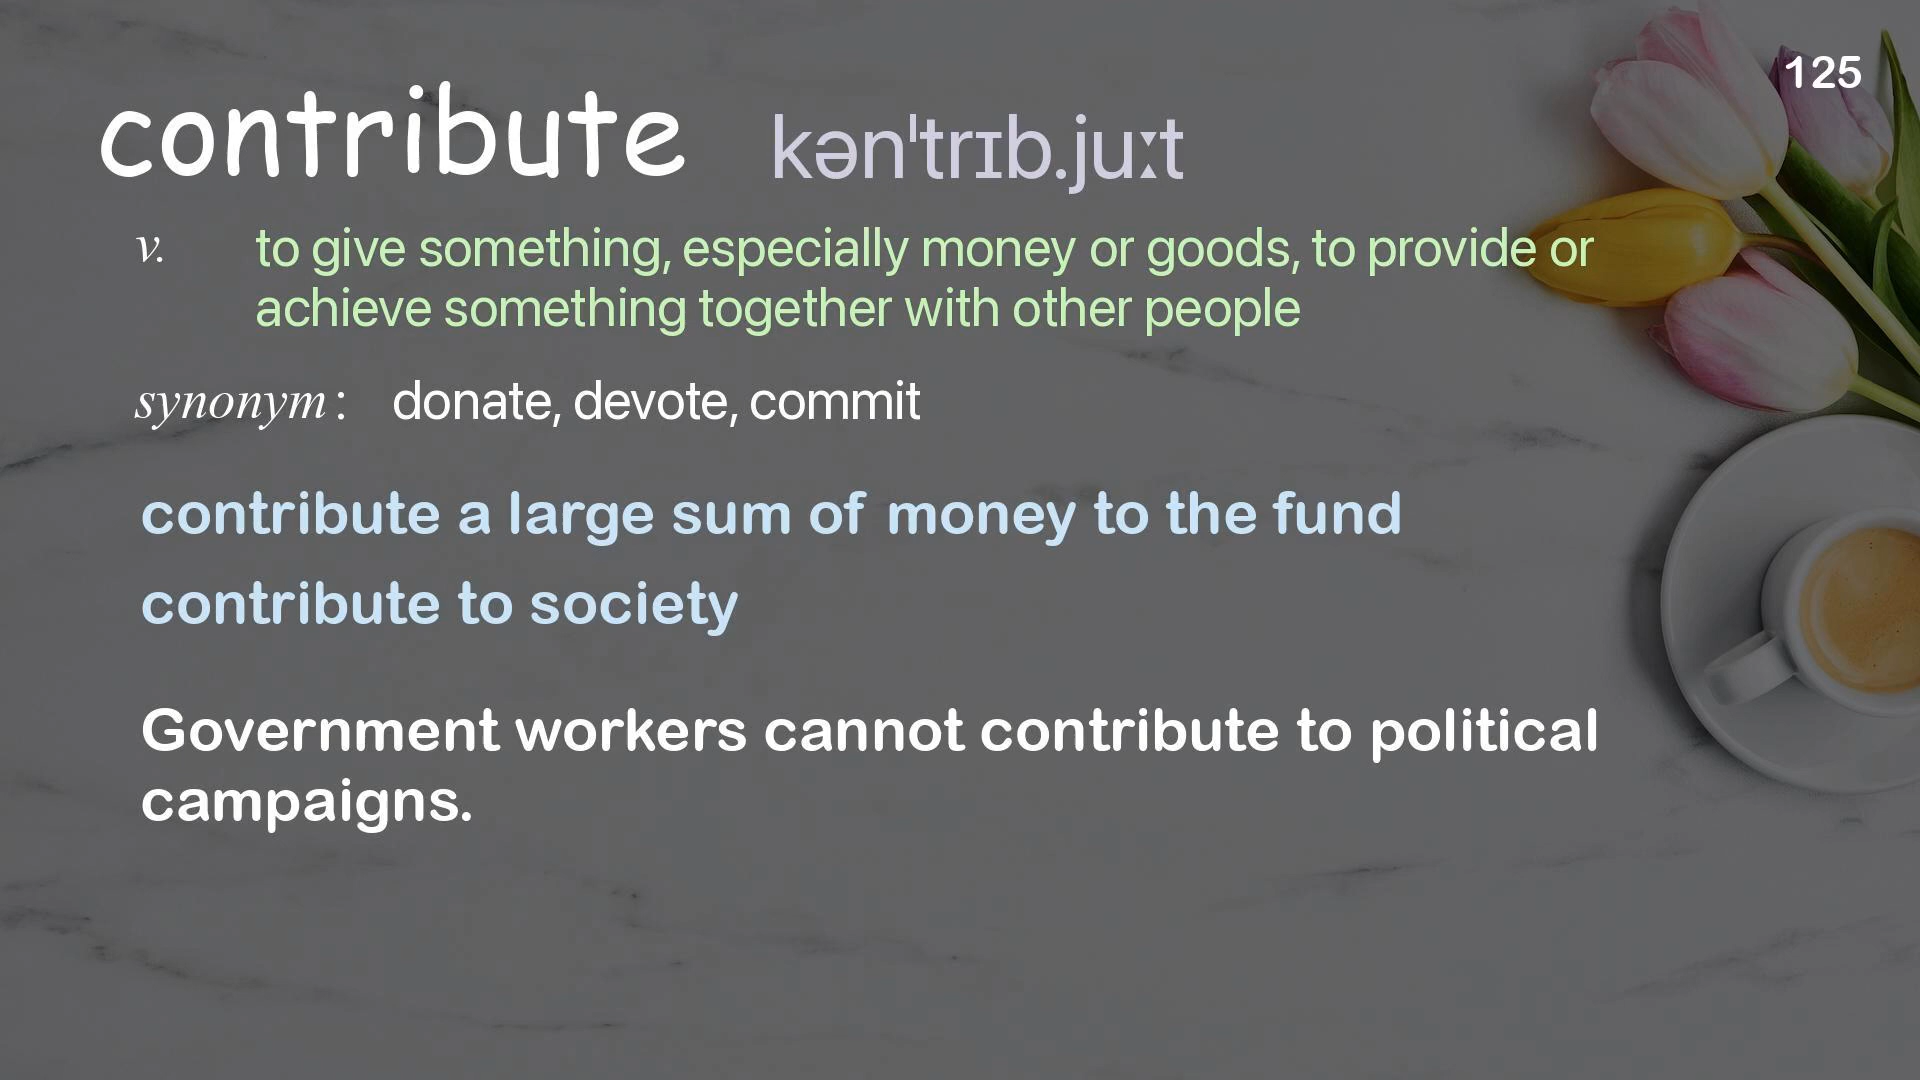 125
contribute kənˈtrɪb.juːt
v. to give something, especially money or goods, to provide or
achieve something together with other people
synonym : donate, devote, commit
contribute a large sum of money to the fund
contribute to society
Government workers cannot contribute to political
campaigns.